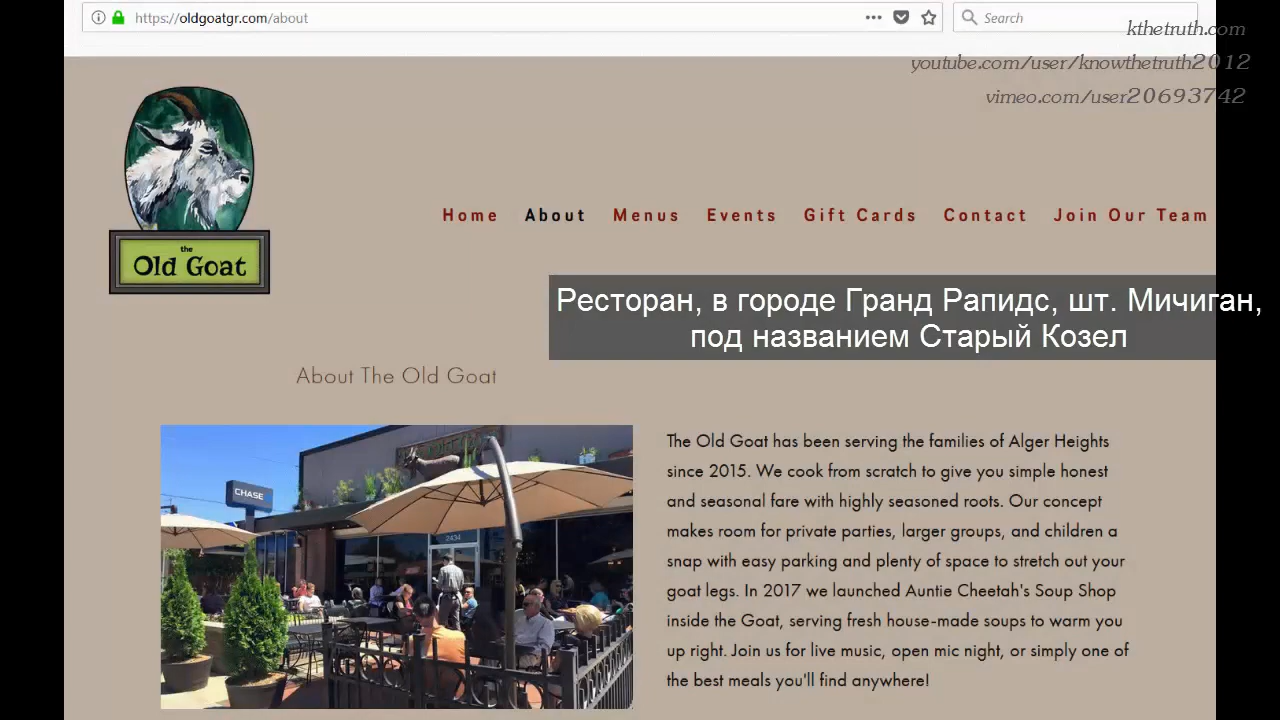 https://oldgoatgr.com/about
Search
kthetruth.com
youtube.com/user/knowthetruth2012
vimeo.com/user20693742
the
Old Goat
Home About Menus Events Gift Cards Contact Join Our Team
Ресторан, в городе Гранд Рапидс, шт. Мичиган,
под названием Старый Козел
About The Old Goat
CHASE
2434
The Old Goat has been serving the families of Alger Heights
since 2015. We cook from scratch to give you simple honest
and seasonal fare with highly seasoned roots. Our concept
makes room for private parties, larger groups, and children a
snap with easy parking and plenty of space to stretch out your
goat legs. In 2017 we launched Auntie Cheetah's Soup Shop
inside the Goat, serving fresh house-made soups to warm you
up right. Join us for live music, open mic night, or simply one of
the best meals you'll find anywhere!